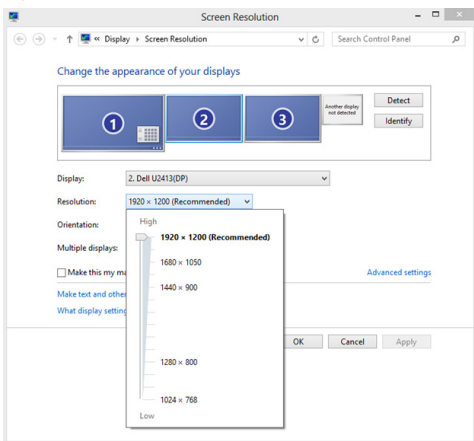 Screen Resolution
« Display › Screen Resolution
Search Control Panel
Change the appearance of your displays
1
2
3
Another display
not detected
Detect
Identify
Display:
2. Dell U2413(DP)
Resolution:
1920 × 1200 (Recommended)
Orientation:
High
1920 × 1200 (Recommended)
Multiple displays:
1680 × 1050
Make this my ma
Advanced settings
1440 × 900
Make text and other
What display setting
OK
Cancel
Apply
1280 × 800
1024 × 768
Low